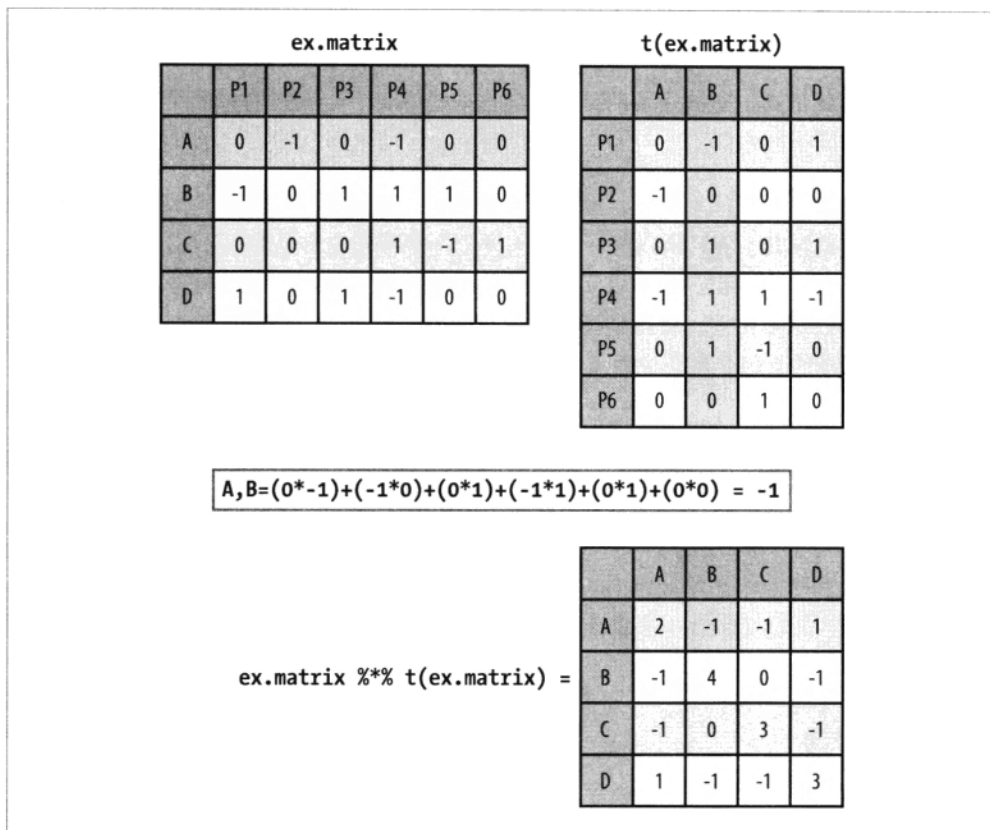 ex.matrix
P1 P2 P3 P4 P5 P6
A 0 -1 0 -1 0 0
B -1 0 1 1 1 0
C 0 0 0 1 -1 1
D 1 0 1 -1 0 0
t(ex.matrix)
A B C D
P1 0 -1 0 1
P2 -1 0 0 0
P3 0 1 0 1
P4 -1 1 1 -1
P5 0 1 -1 0
P6 0 0 1 0
A,B=(0*-1)+(-1*0)+(0*1)+(-1*1)+(0*1)+(0*0) = -1
ex.matrix %*% t(ex.matrix) =
A B C D
A 2 -1 -1 1
B -1 4 0 -1
C -1 0 3 -1
D 1 -1 -1 3